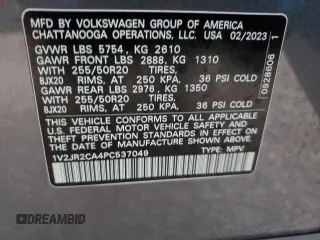 MFD BY VOLKSWAGEN GROUP OF AMERICA
CHATTANOOGA OPERATIONS, LLC. USA 02/2023
GVWR LBS 5754, KG 2610
GAWR FRONT LBS 2888, KG 1310
WITH 255/50R20 TIRES,
8JX20 RIMS, AT 250 KPA, 36 PSI COLD
GAWR REAR LBS 2976, KG 1350
WITH 255/50R20 TIRES,
8JX20 RIMS, AT 250 KPA, 36 PSI COLD
THIS VEHICLE CONFORMS TO ALL APPLICABLE
FEDERAL MOTOR VEHICLE SAFETY, BUMPER, AND
THEFT PREVENTION STANDARDS IN EFFECT ON THE
DATE OF MANUFACTURE SHOWN ABOVE.
1V2JR2CA4PC537049 TYPE: MPV
0928606 1
DREAMBID